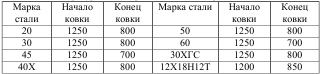 Марка стали | Начало ковки | Конец ковки | Марка стали | Начало ковки | Конец ковки
20 | 1250 | 800 | 50 | 1250 | 800
30 | 1250 | 800 | 60 | 1250 | 700
45 | 1250 | 700 | 30ХГС | 1250 | 700
40Х | 1250 | 800 | 12Х18Н12Т | 1200 | 850